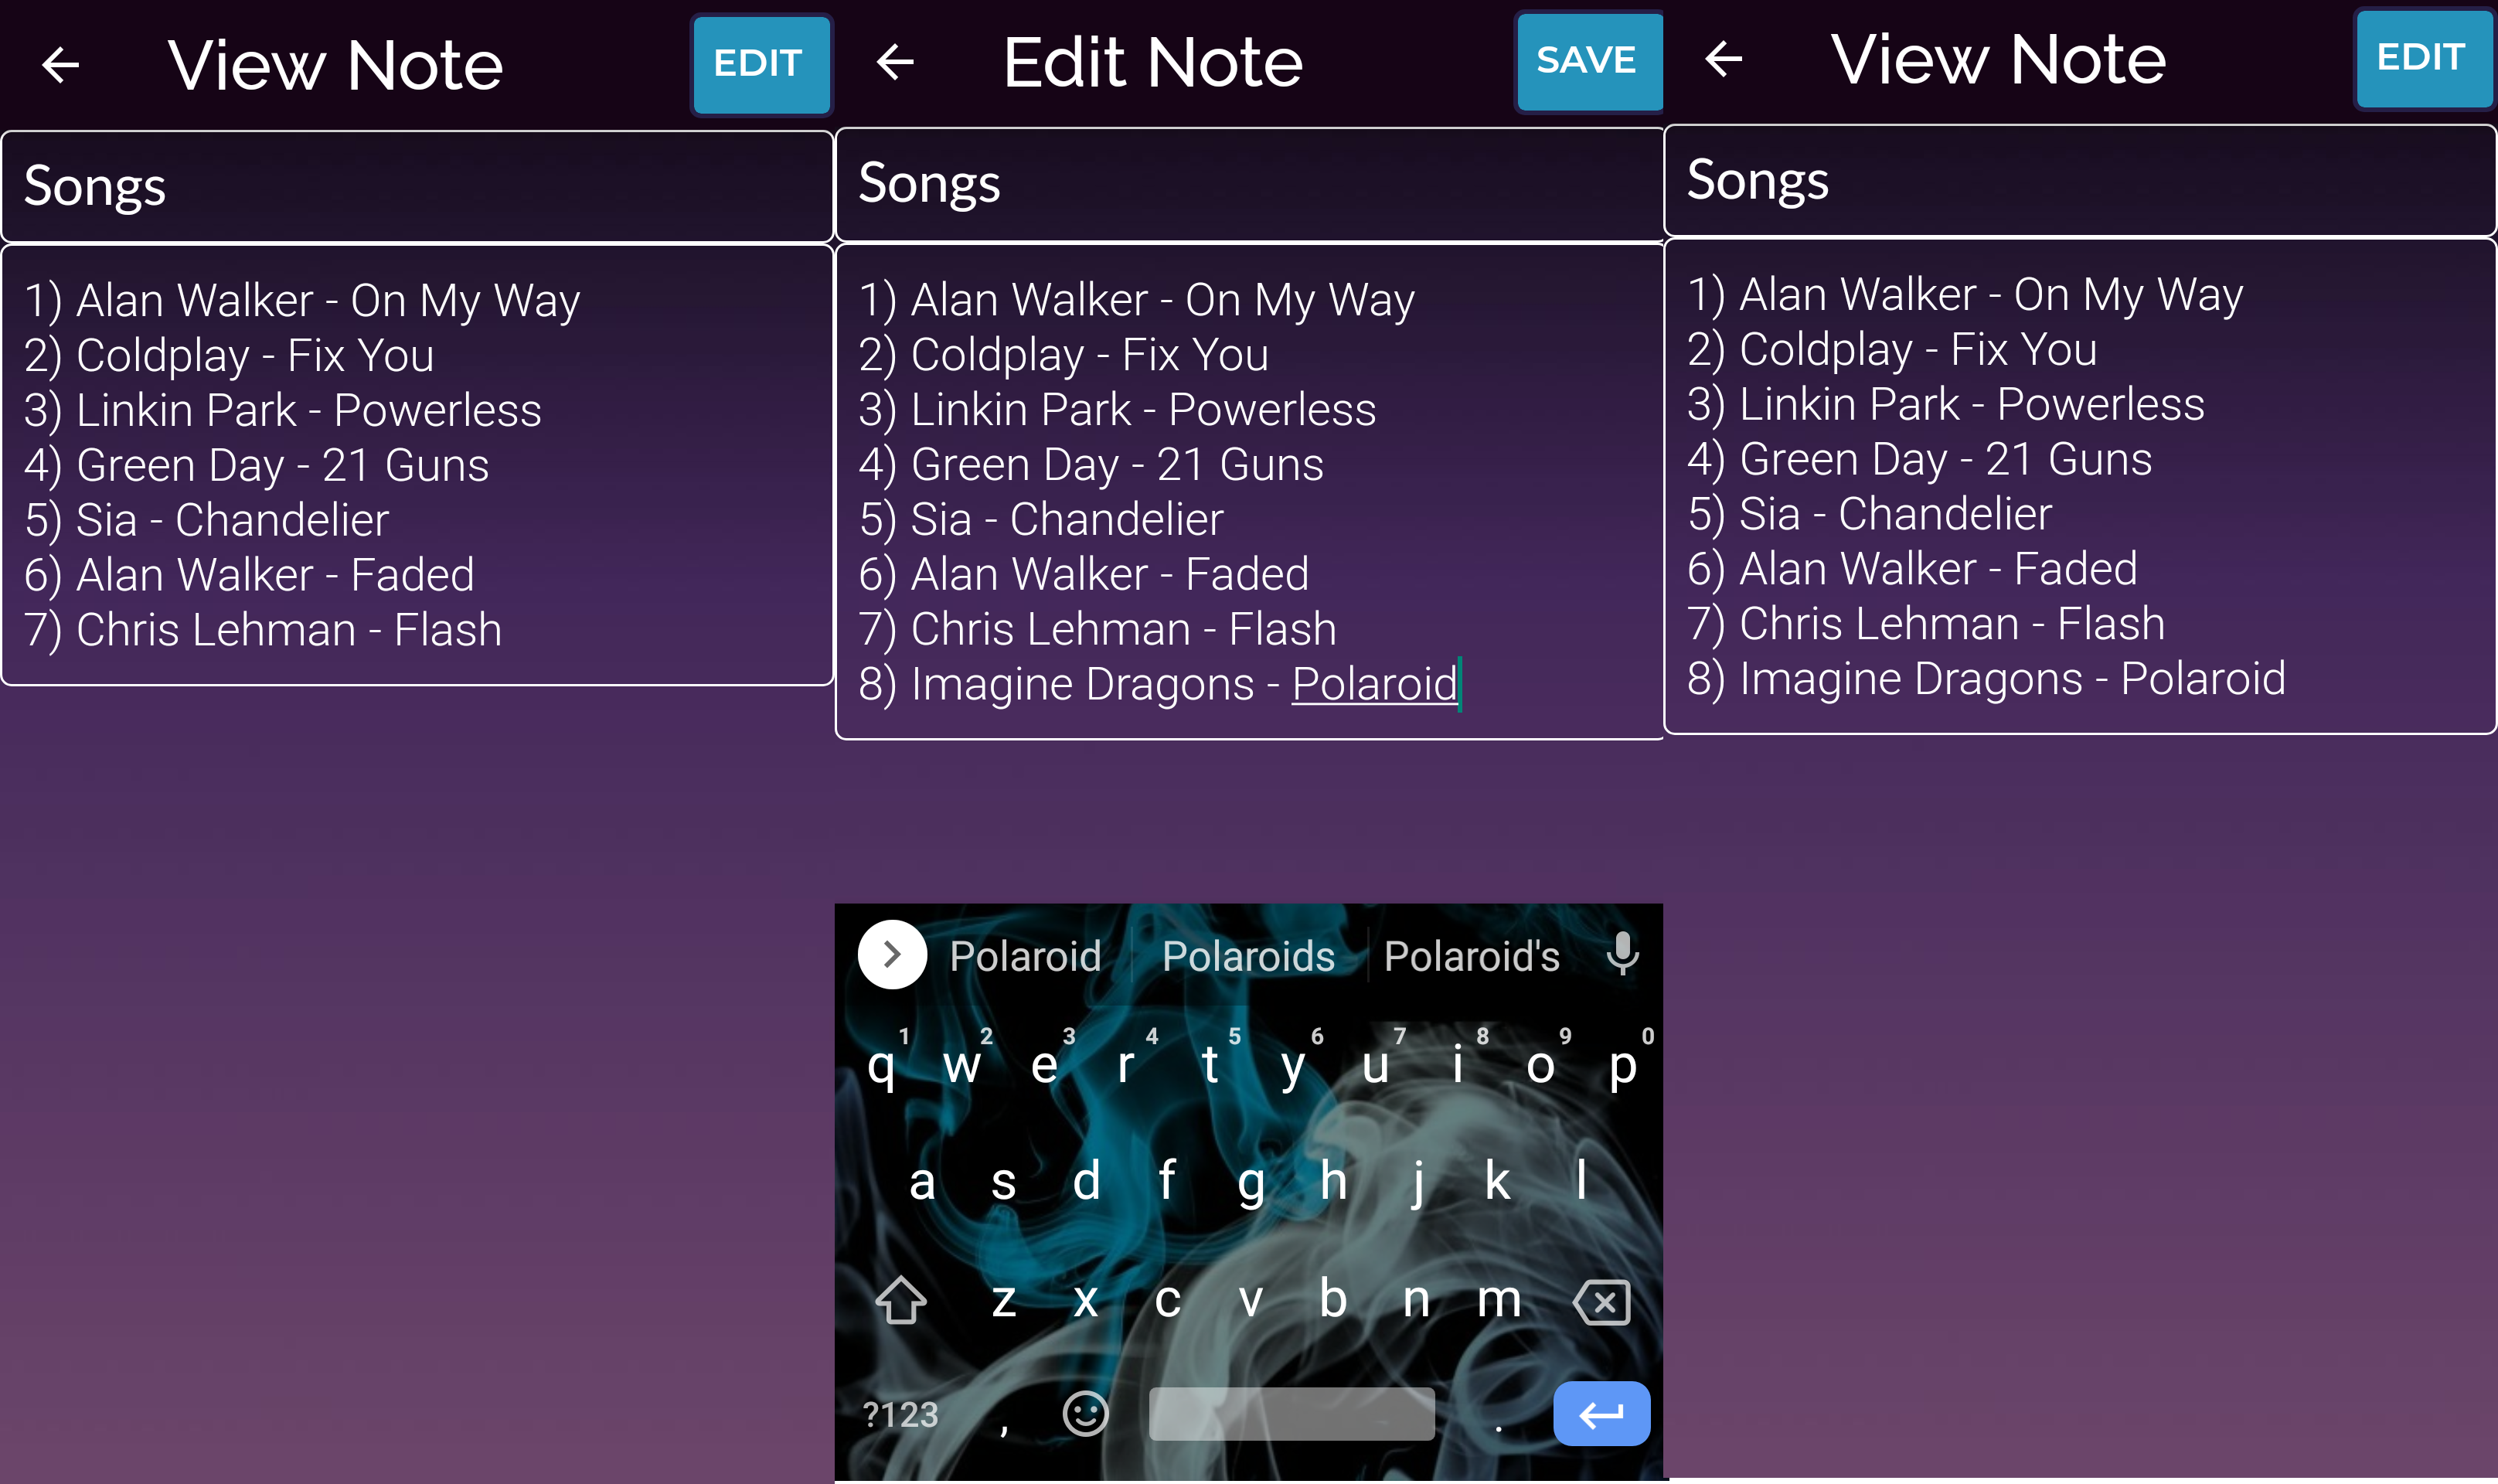 View Note
EDIT
Songs
1) Alan Walker - On My Way
2) Coldplay - Fix You
3) Linkin Park - Powerless
4) Green Day - 21 Guns
5) Sia - Chandelier
6) Alan Walker - Faded
7) Chris Lehman - Flash
Edit Note
SAVE
Songs
1) Alan Walker - On My Way
2) Coldplay - Fix You
3) Linkin Park - Powerless
4) Green Day - 21 Guns
5) Sia - Chandelier
6) Alan Walker - Faded
7) Chris Lehman - Flash
8) Imagine Dragons - Polaroid
Polaroid Polaroids Polaroid's
1 2 3 4 5 6 7 8 9 0
q w e r t y u i o p
a s d f g h j k l
z x c v b n m
?123 , .
View Note
EDIT
Songs
1) Alan Walker - On My Way
2) Coldplay - Fix You
3) Linkin Park - Powerless
4) Green Day - 21 Guns
5) Sia - Chandelier
6) Alan Walker - Faded
7) Chris Lehman - Flash
8) Imagine Dragons - Polaroid